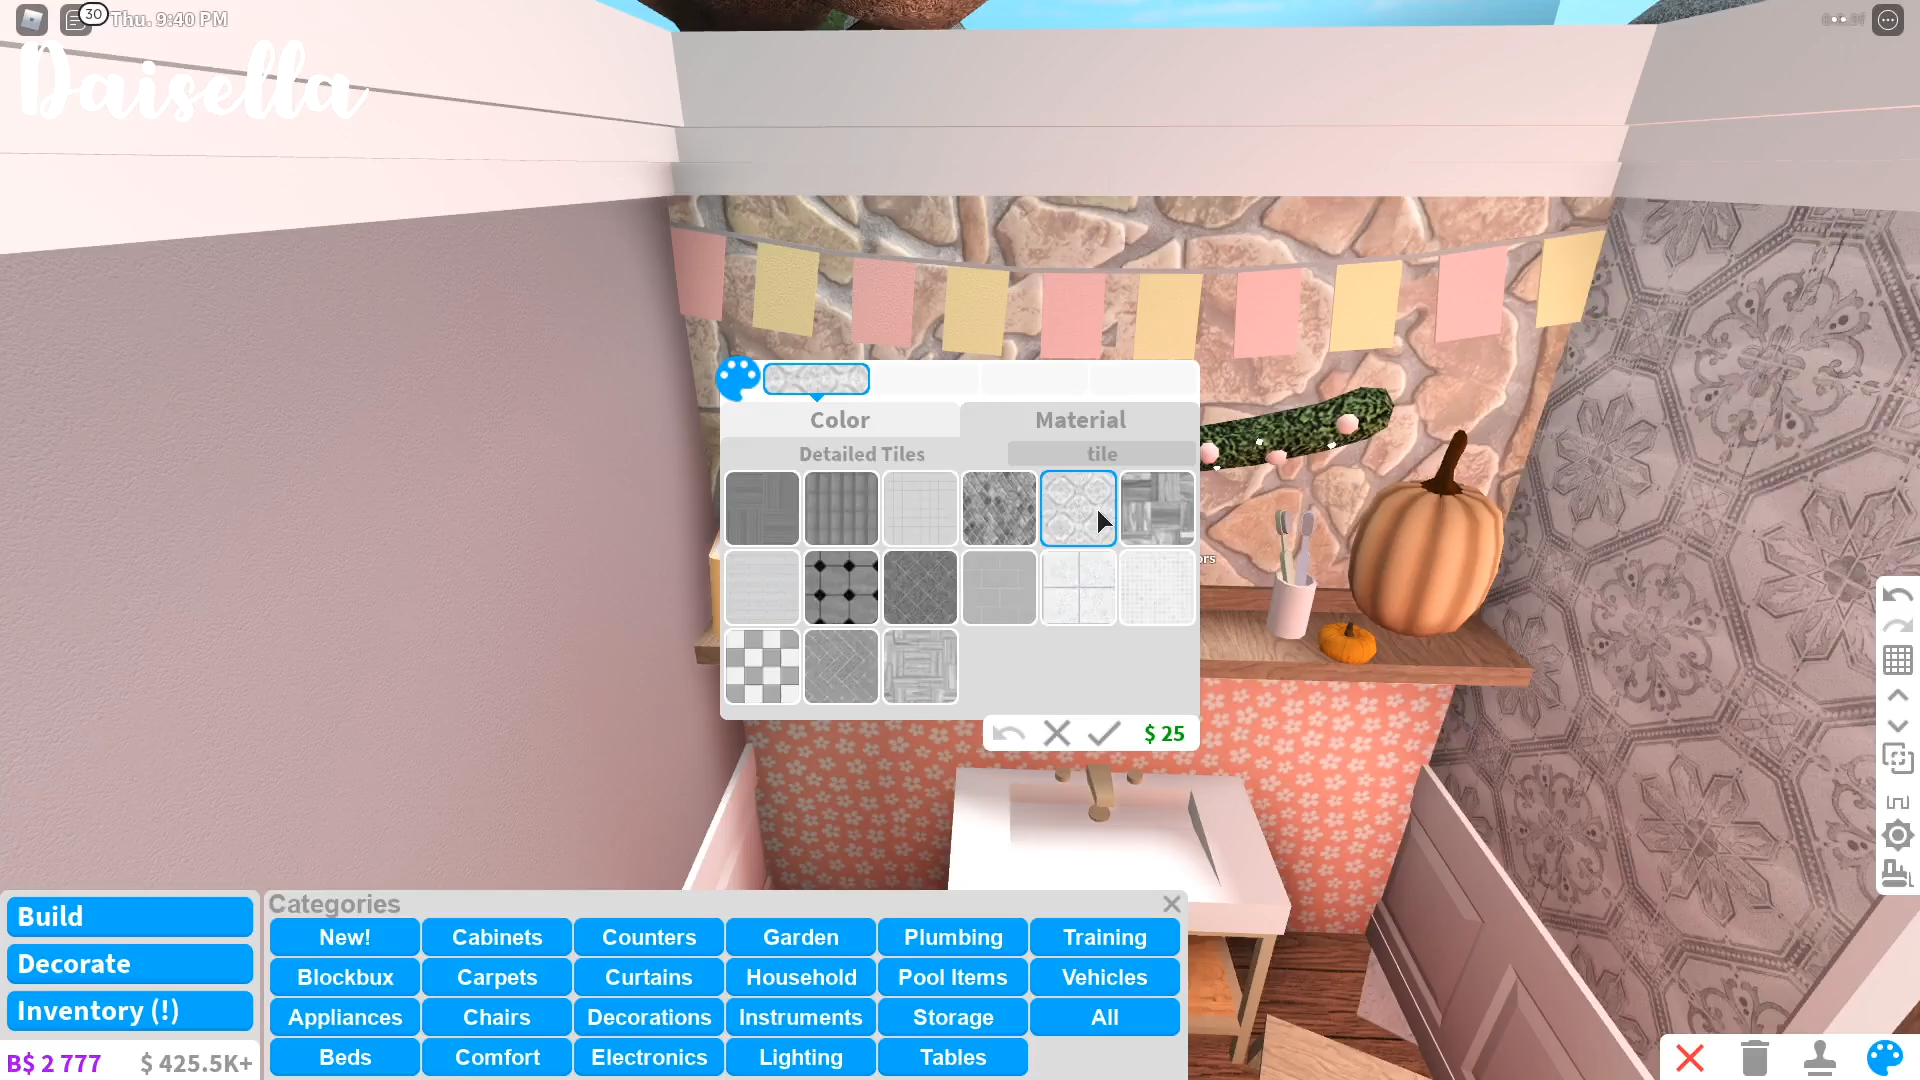 30
Thu. 9:40 PM
Daisella
Color
Material
Detailed Tiles
tile
ors
$ 25
Build
Decorate
Inventory (!)
B$ 2 777
$ 425.5K+
Categories
New!
Cabinets
Counters
Garden
Plumbing
Training
Blockbux
Carpets
Curtains
Household
Pool Items
Vehicles
Appliances
Chairs
Decorations
Instruments
Storage
All
Beds
Comfort
Electronics
Lighting
Tables